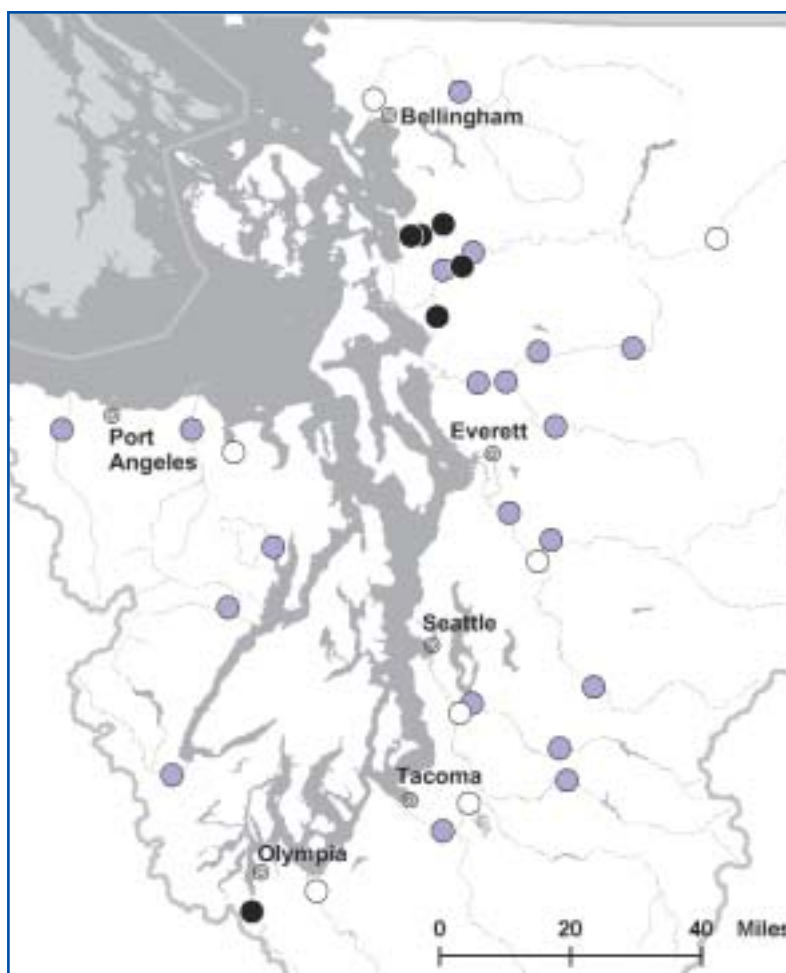 Bellingham
Port
Angeles
Everett
Seattle
Tacoma
Olympia
0 20 40 Miles